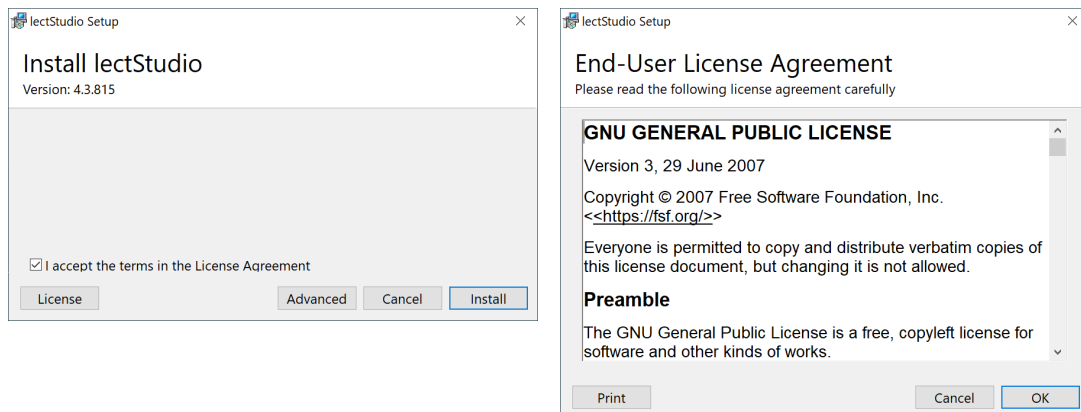 lectStudio Setup
Install lectStudio
Version: 4.3.815
I accept the terms in the License Agreement
License
Advanced
Cancel
Install
lectStudio Setup
End-User License Agreement
Please read the following license agreement carefully
GNU GENERAL PUBLIC LICENSE
Version 3, 29 June 2007
Copyright © 2007 Free Software Foundation, Inc.
<<https://fsf.org/>>
Everyone is permitted to copy and distribute verbatim copies of
this license document, but changing it is not allowed.
Preamble
The GNU General Public License is a free, copyleft license for
software and other kinds of works.
Print
Cancel
OK